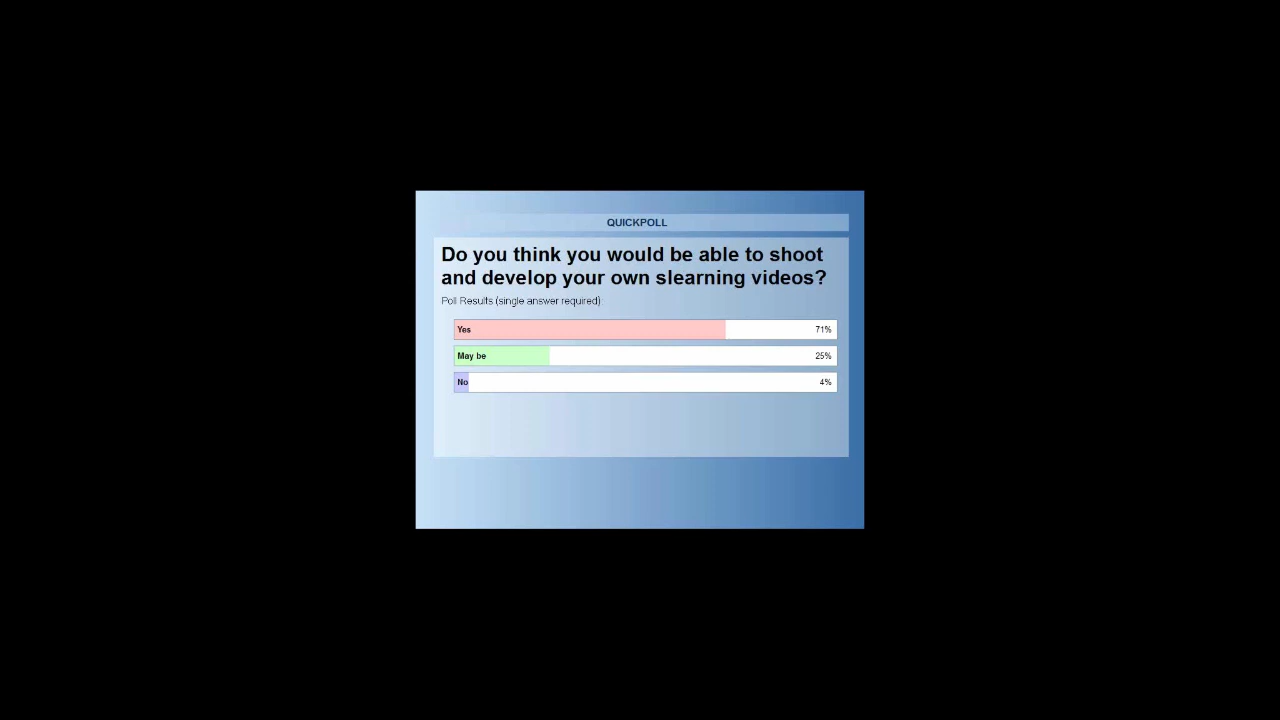 QUICKPOLL
Do you think you would be able to shoot
and develop your own slearning videos?
Poll Results (single answer required):
Yes 71%
May be 25%
No 4%